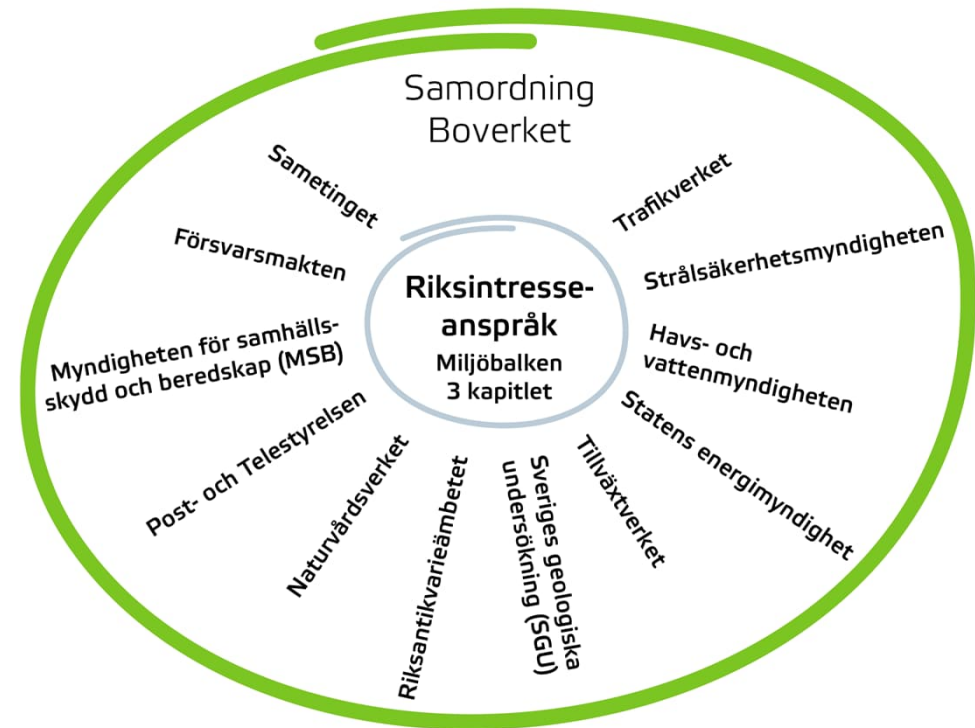 Samordning
Boverket
Sametinget
Försvarsmakten
Myndigheten för samhälls-
skydd och beredskap (MSB)
Post- och Telestyrelsen
Naturvårdsverket
Riksantikvarieämbetet
Sveriges geologiska
undersökning (SGU)
Tillväxtverket
Statens energimyndighet
Havs- och
vattenmyndigheten
Strålsäkerhetsmyndigheten
Trafikverket
Riksintresse-
anspråk
Miljöbalken
3 kapitlet